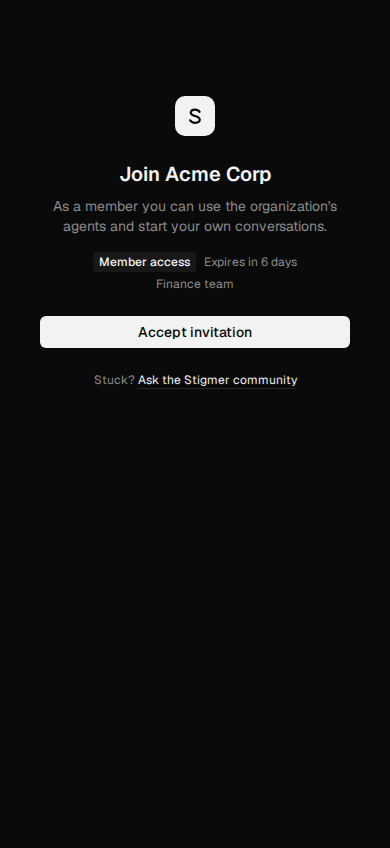 S
Join Acme Corp
As a member you can use the organization's
agents and start your own conversations.
Member access Expires in 6 days
Finance team
Accept invitation
Stuck? Ask the Stigmer community